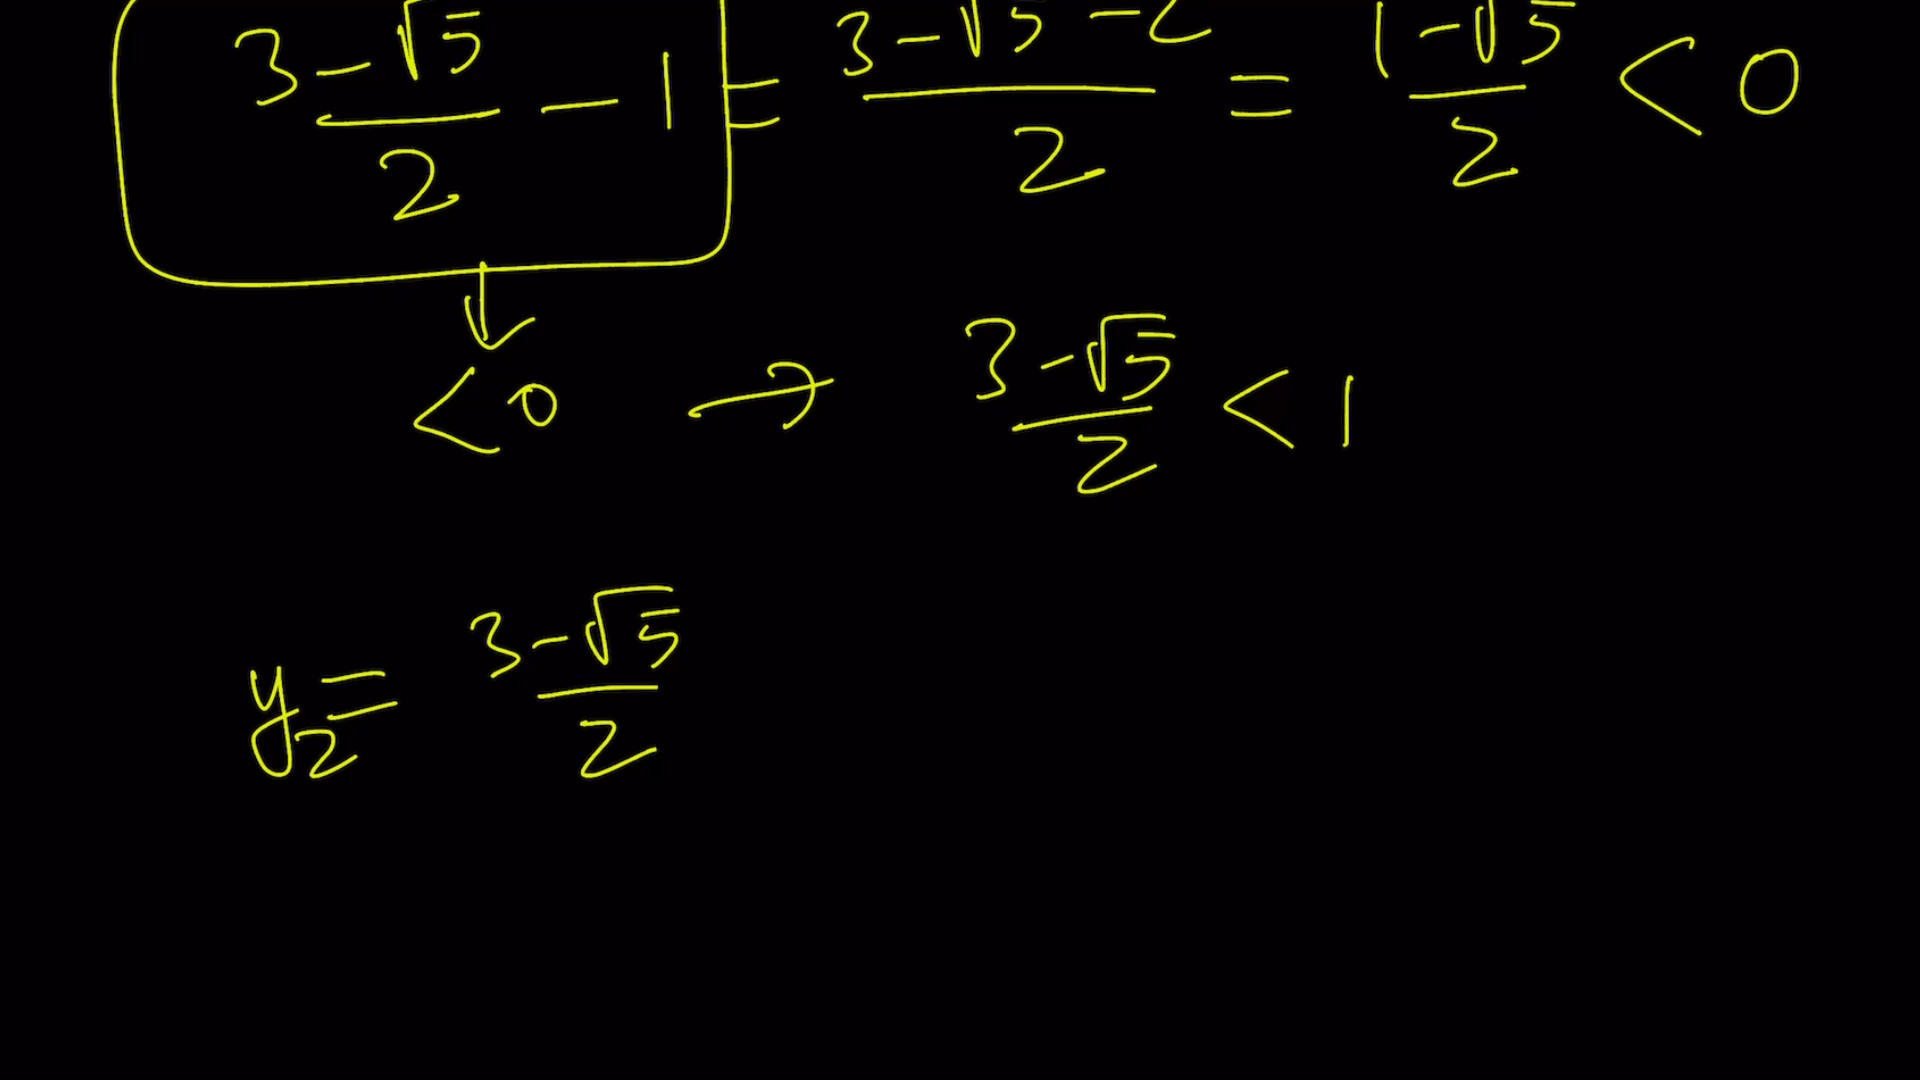 (3-√5)/2 - 1 = (3-√5-2)/2 = (1-√5)/2 < 0
↓
< 0 → (3-√5)/2 < 1
y₂ = (3-√5)/2